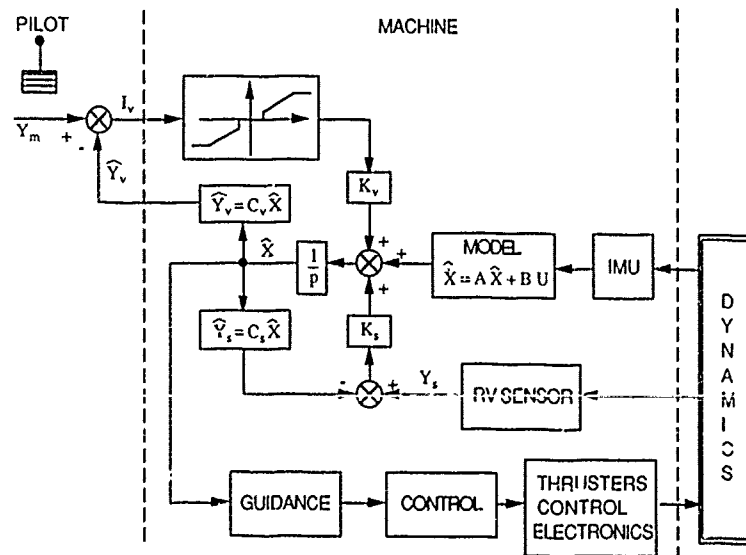 PILOT
MACHINE
I_v
Y_m
+
-
Ŷ_v
K_v
Ŷ_v = C_v X̂
X̂
1/p
+
+
+
MODEL
X̂̇ = A X̂ + B U
IMU
Ŷ_s = C_s X̂
K_s
-
+
Y_s
RV SENSOR
DYNAMICS
GUIDANCE
CONTROL
THRUSTERS
CONTROL
ELECTRONICS